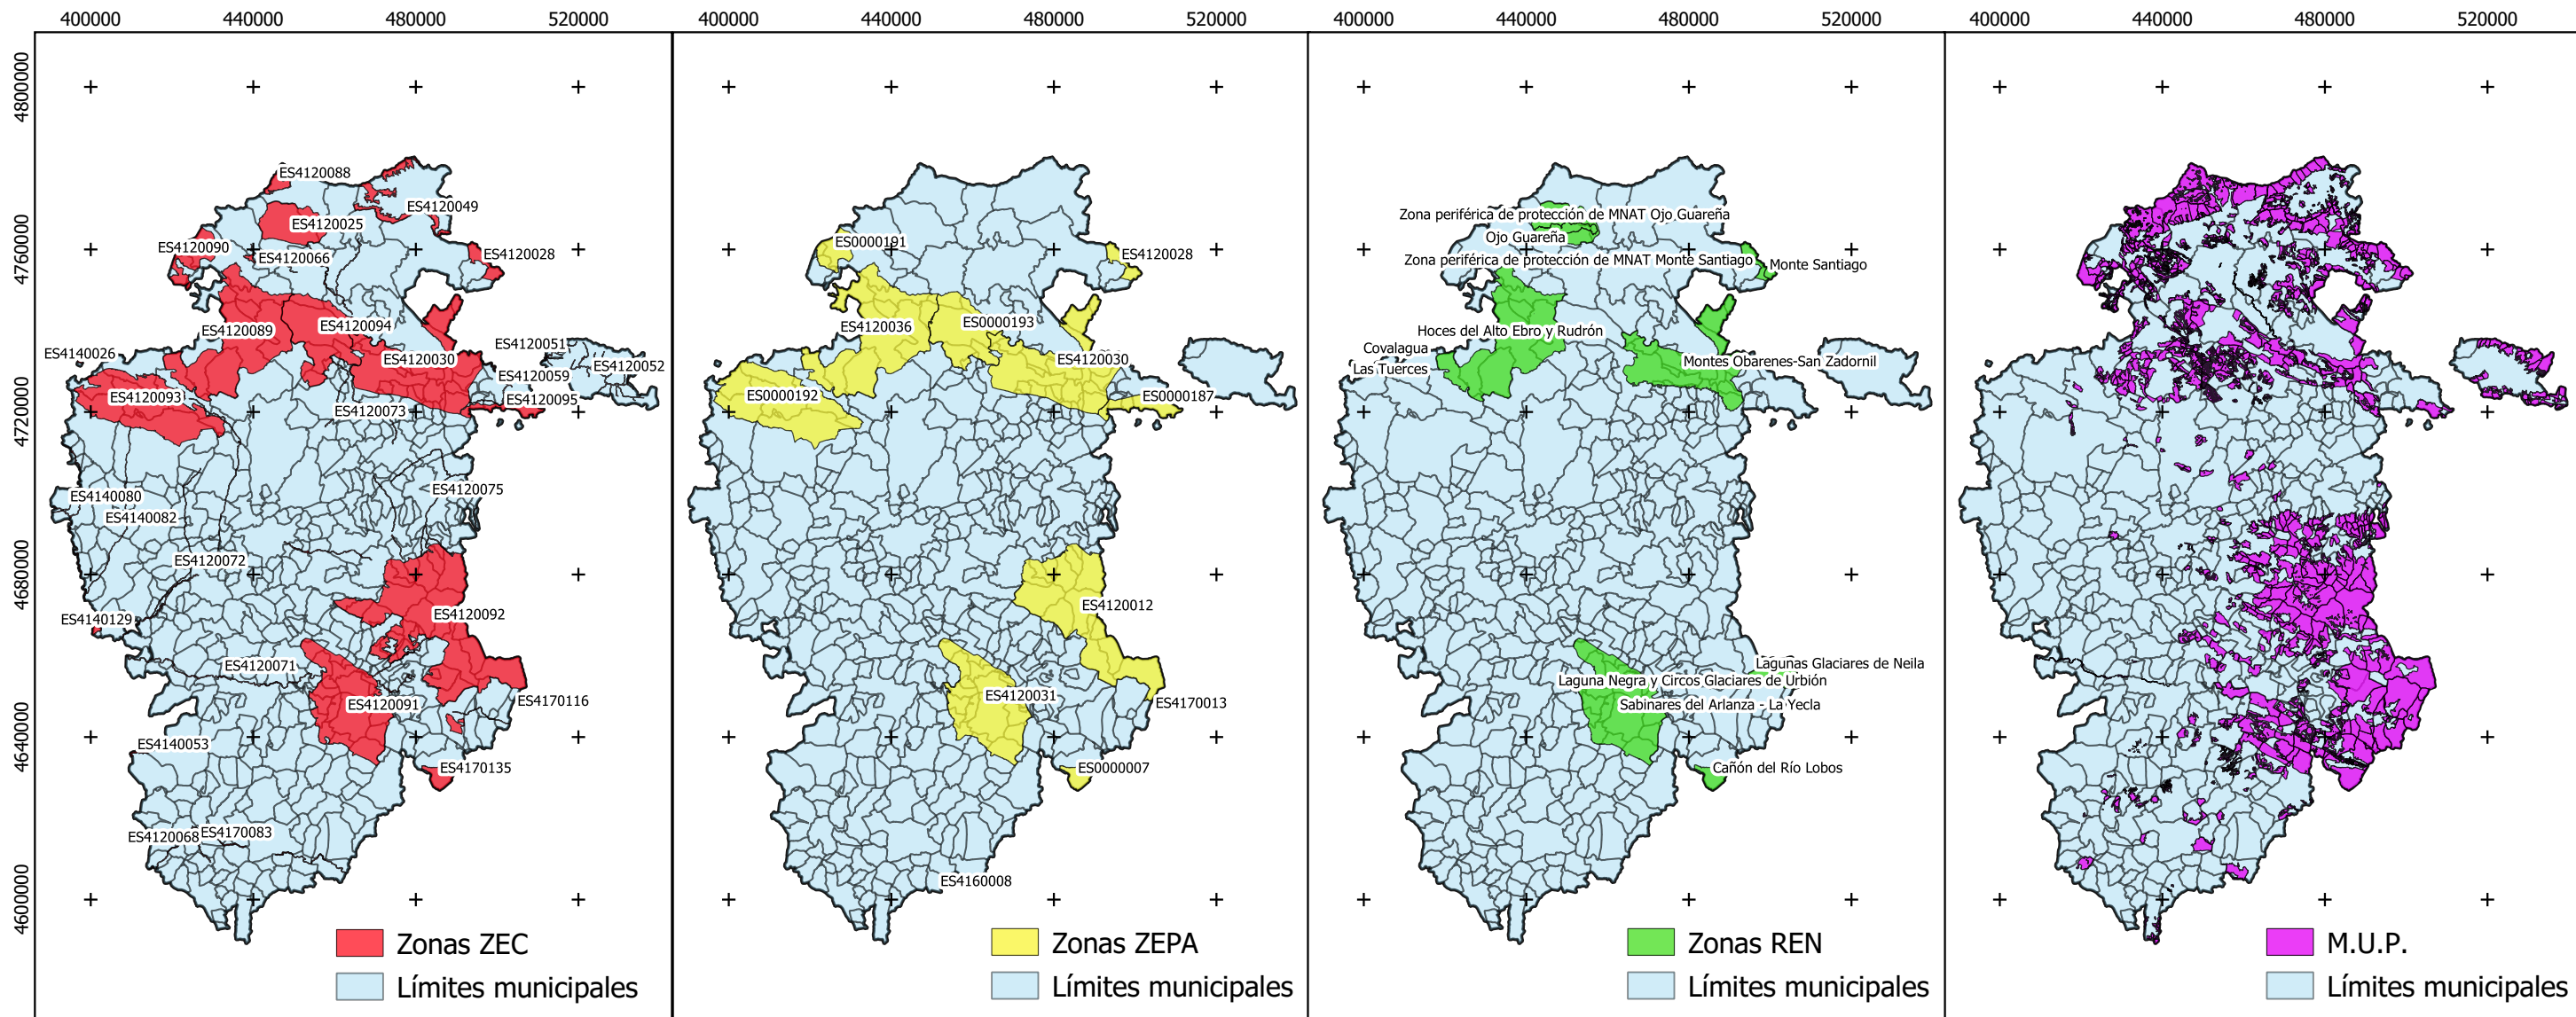 400000 440000 480000 520000
400000 440000 480000 520000
400000 440000 480000 520000
400000 440000 480000 520000
4800000
4760000
4720000
4680000
4640000
4600000
ES4120088
ES4120049
ES4120025
ES4120090
ES4120066
ES4120028
ES4120089
ES4120094
ES4140026
ES4120030
ES4120051
ES4120052
ES4120059
ES4120093
ES4120095
ES4120073
ES4140080
ES4120075
ES4140082
ES4120072
ES4140129
ES4120092
ES4120071
ES4120091
ES4170116
ES4140053
ES4170135
ES4120068
ES4170083
Zonas ZEC
Límites municipales
ES0000191
ES4120028
ES4120036
ES0000193
ES4120030
ES0000192
ES0000187
ES4120012
ES4120031
ES4170013
ES0000007
ES4160008
Zonas ZEPA
Límites municipales
Zona periférica de protección de MNAT Ojo Guareña
Ojo Guareña
Zona periférica de protección de MNAT Monte Santiago
Monte Santiago
Hoces del Alto Ebro y Rudrón
Covalagua
Las Tuerces
Montes Obarenes-San Zadornil
Lagunas Glaciares de Neila
Laguna Negra y Circos Glaciares de Urbión
Sabinares del Arlanza - La Yecla
Cañón del Río Lobos
Zonas REN
Límites municipales
M.U.P.
Límites municipales